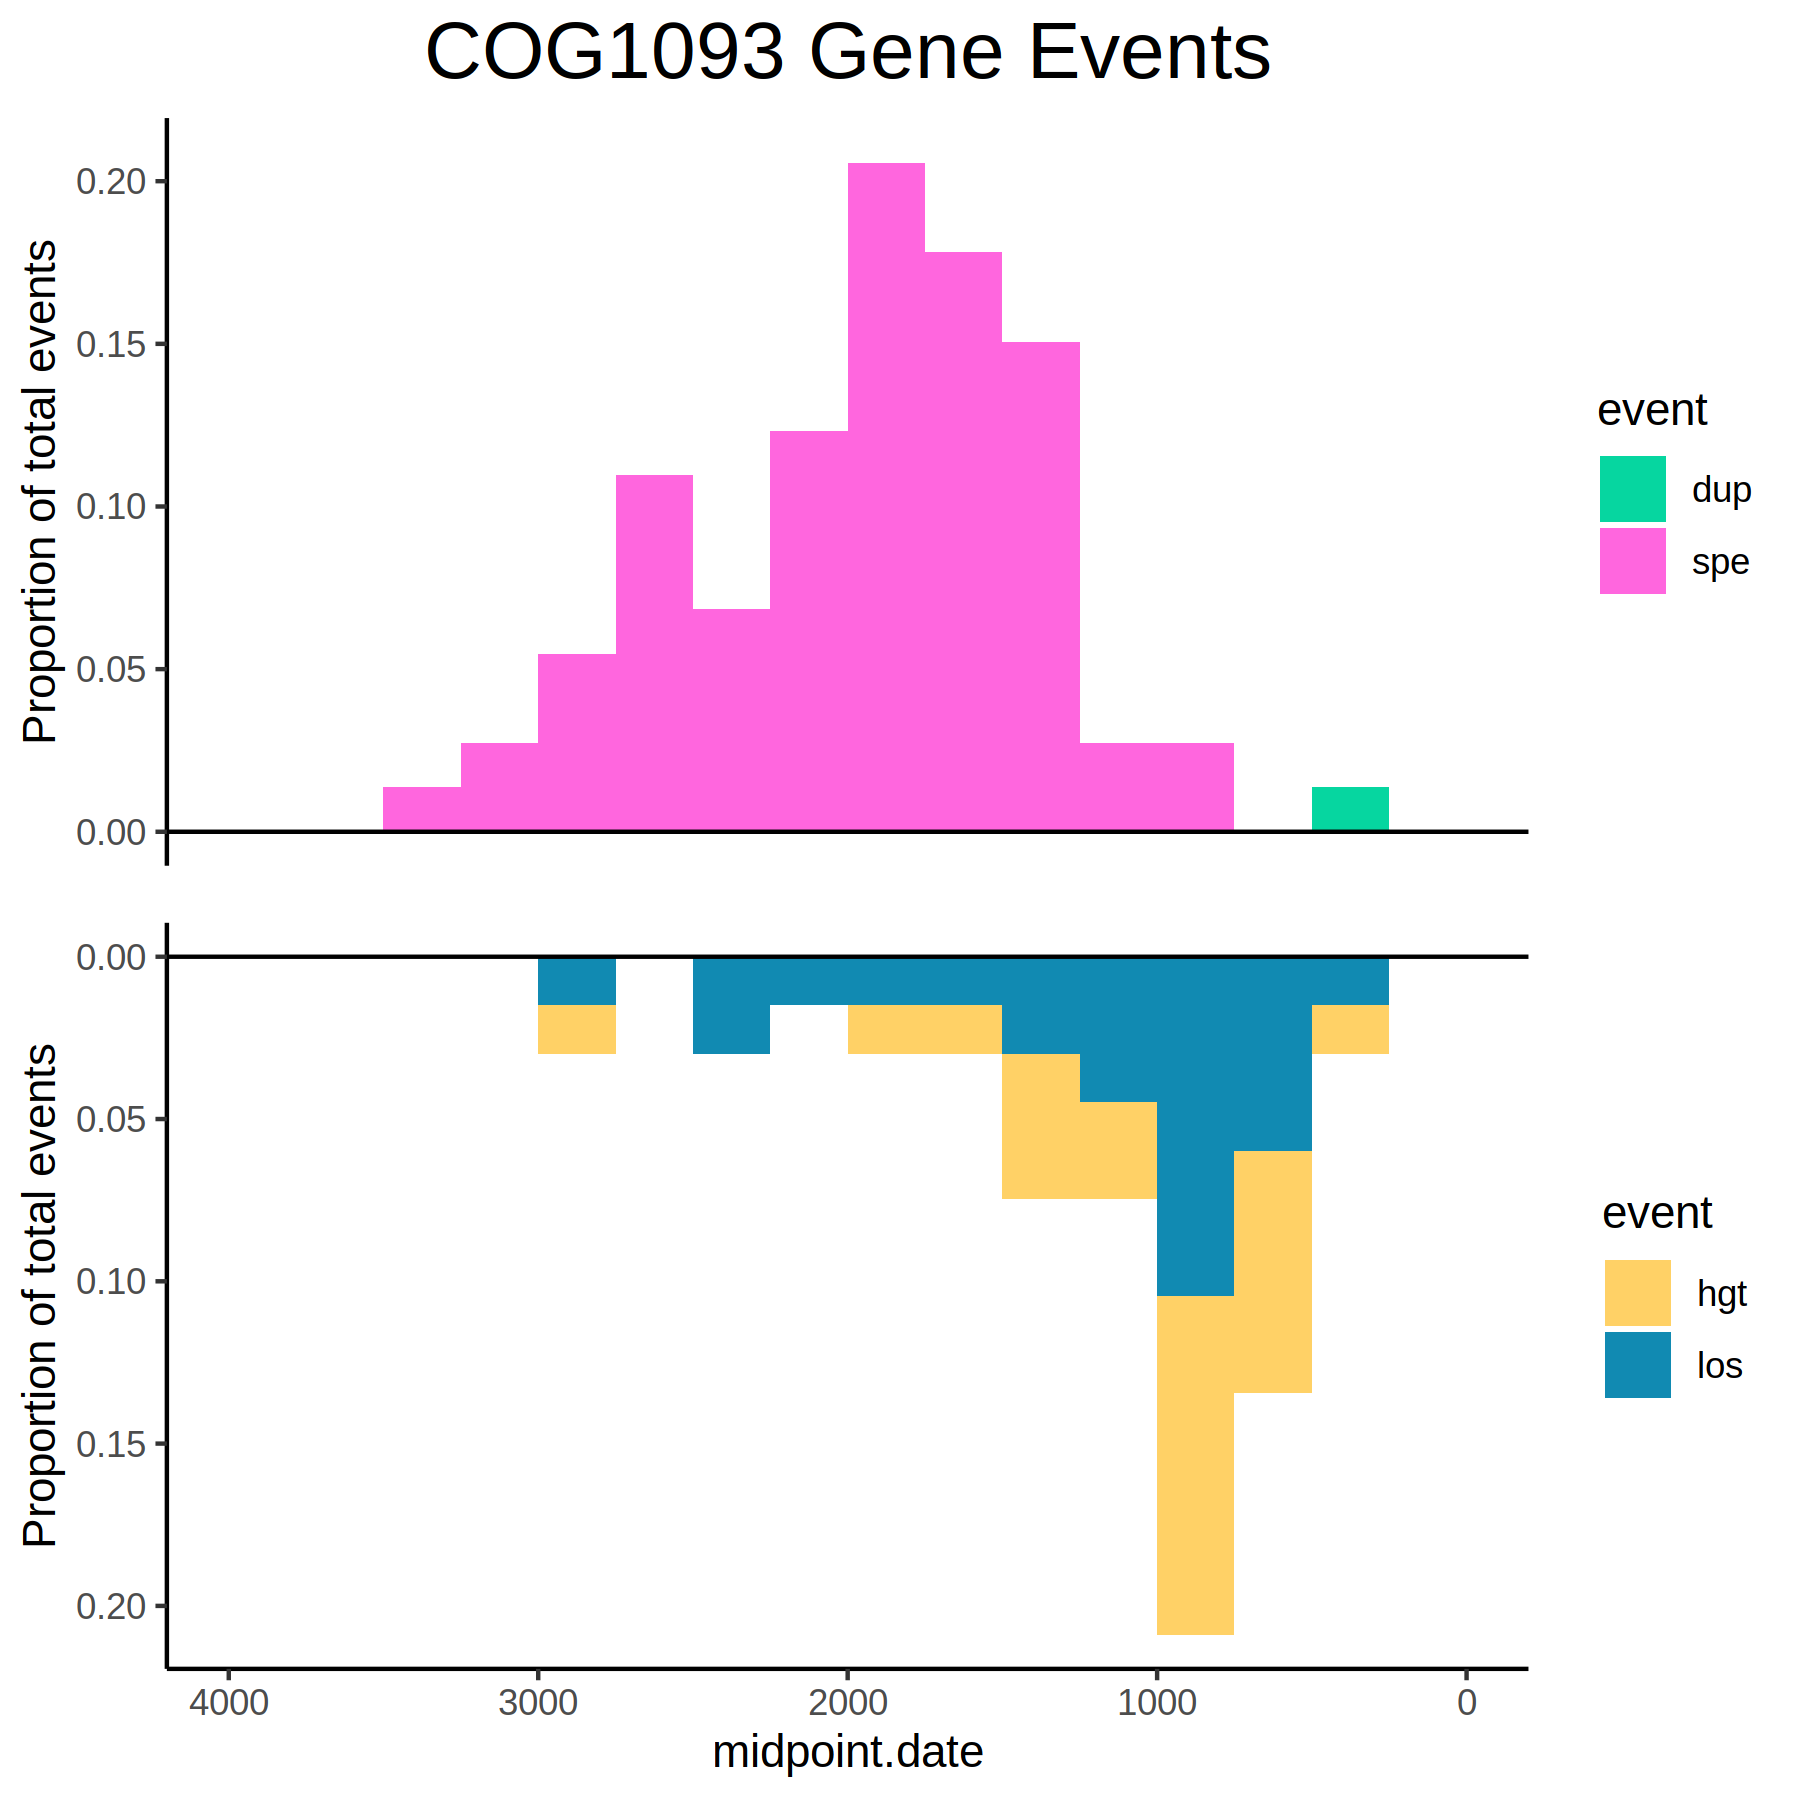 COG1093 Gene Events
Proportion of total events
0.20
0.15
0.10
0.05
0.00
event
dup
spe
Proportion of total events
0.00
0.05
0.10
0.15
0.20
event
hgt
los
4000 3000 2000 1000 0
midpoint.date